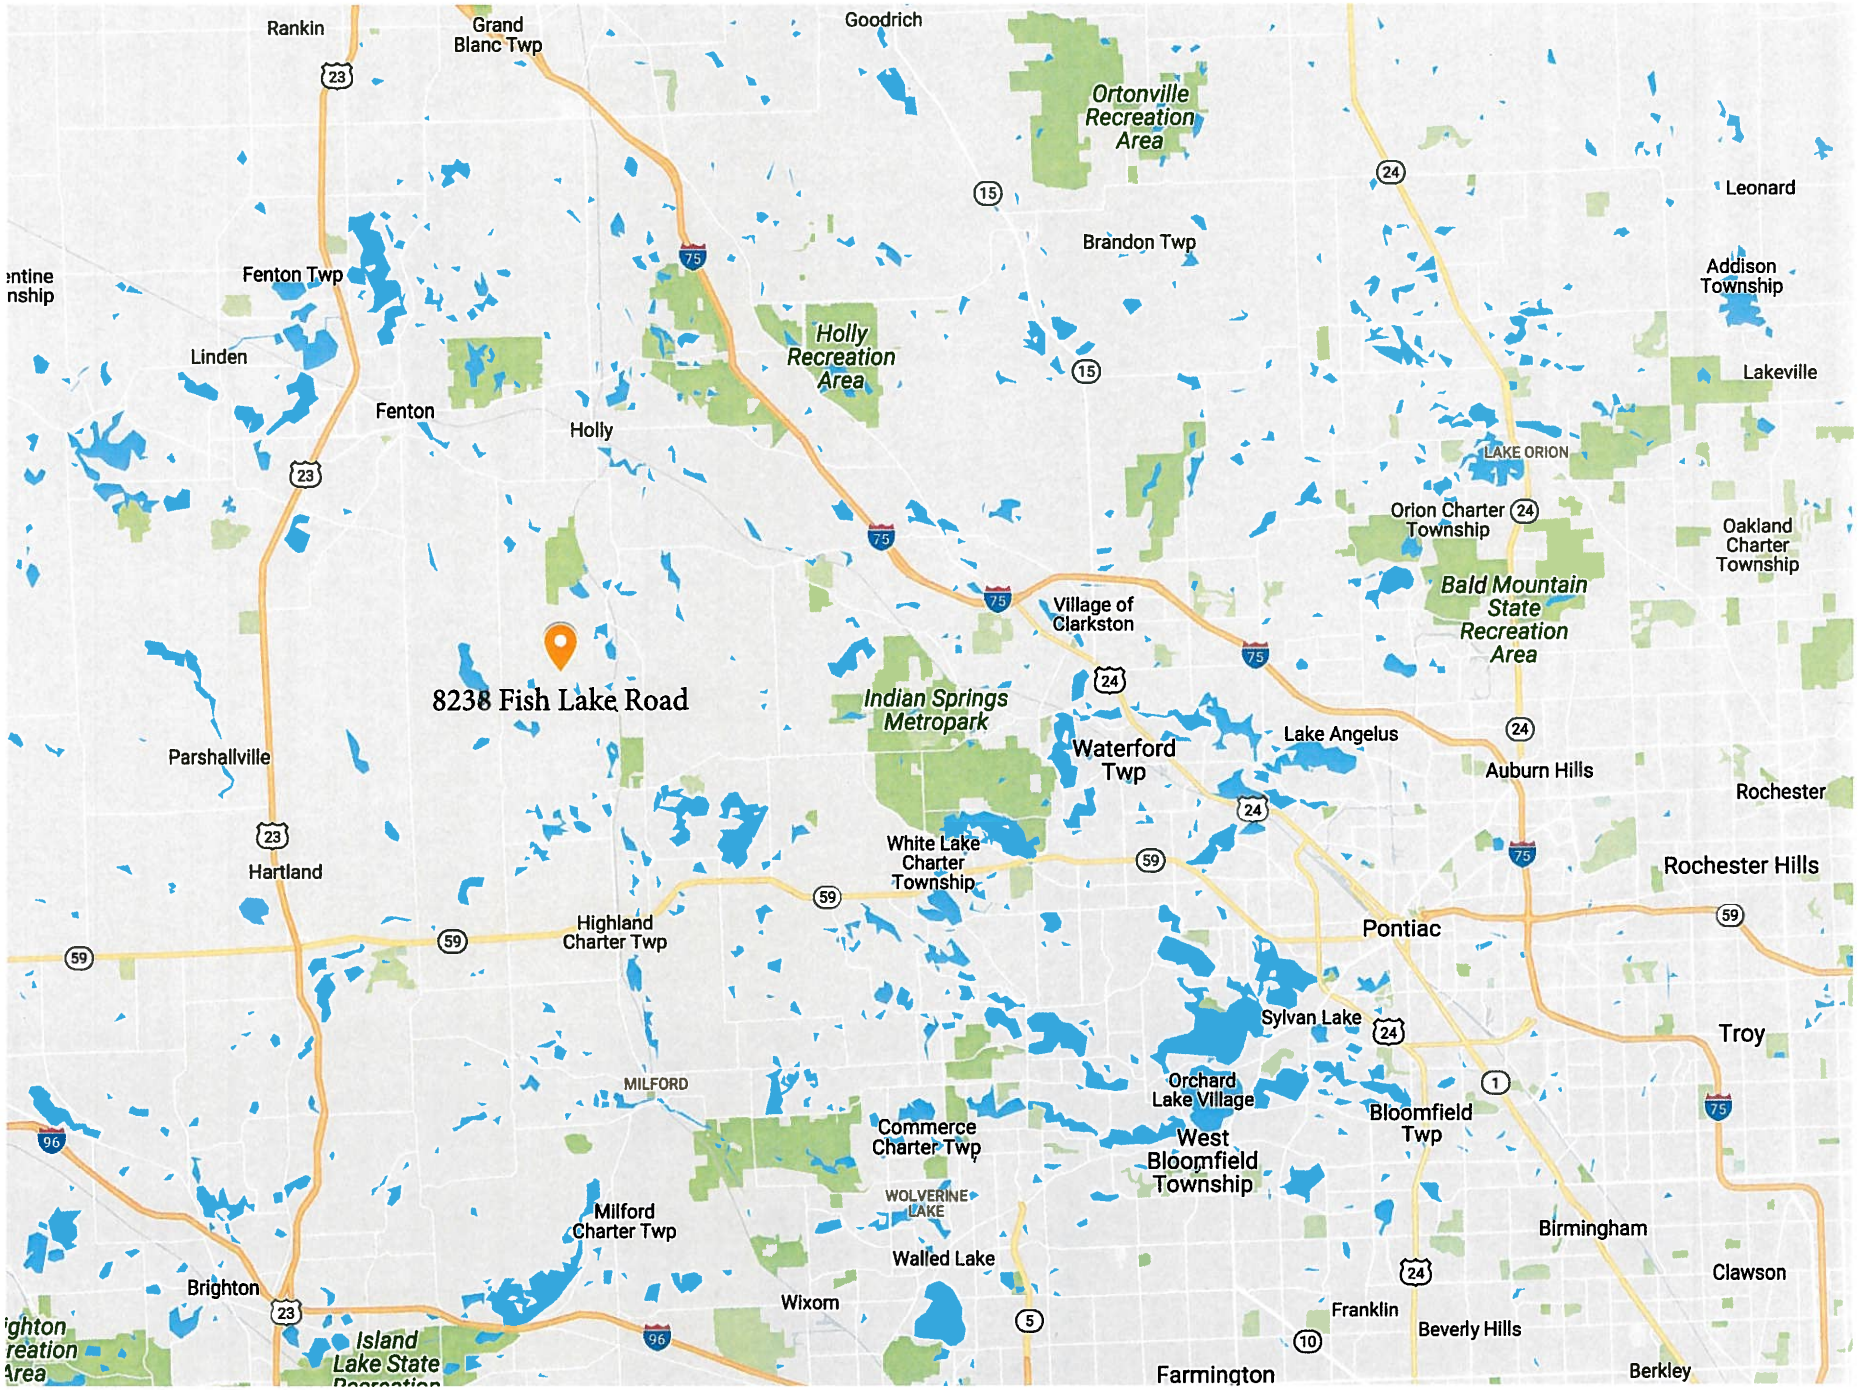 Rankin
Grand
Blanc Twp
Goodrich
23
Ortonville
Recreation
Area
24
15
Leonard
Brandon Twp
75
entine
nship
Fenton Twp
Addison
Township
Linden
Holly
Recreation
Area
15
Lakeville
Fenton
Holly
LAKE ORION
23
Orion Charter
Township
24
75
Oakland
Charter
Township
75
Village of
Clarkston
Bald Mountain
State
Recreation
Area
75
24
8238 Fish Lake Road
Indian Springs
Metropark
24
Lake Angelus
Waterford
Twp
Parshallville
Auburn Hills
Rochester
24
23
White Lake
Charter
Township
59
75
Hartland
Rochester Hills
59
59
Highland
Charter Twp
Pontiac
59
59
Sylvan Lake
24
Troy
MILFORD
Orchard
Lake Village
1
75
96
Commerce
Charter Twp
Bloomfield
Twp
West
Bloomfield
Township
WOLVERINE
LAKE
Milford
Charter Twp
Birmingham
Walled Lake
24
Clawson
Brighton
23
Wixom
Franklin
5
Beverly Hills
96
10
ighton
reation
Area
Island
Lake State
Recreation
Farmington
Berkley